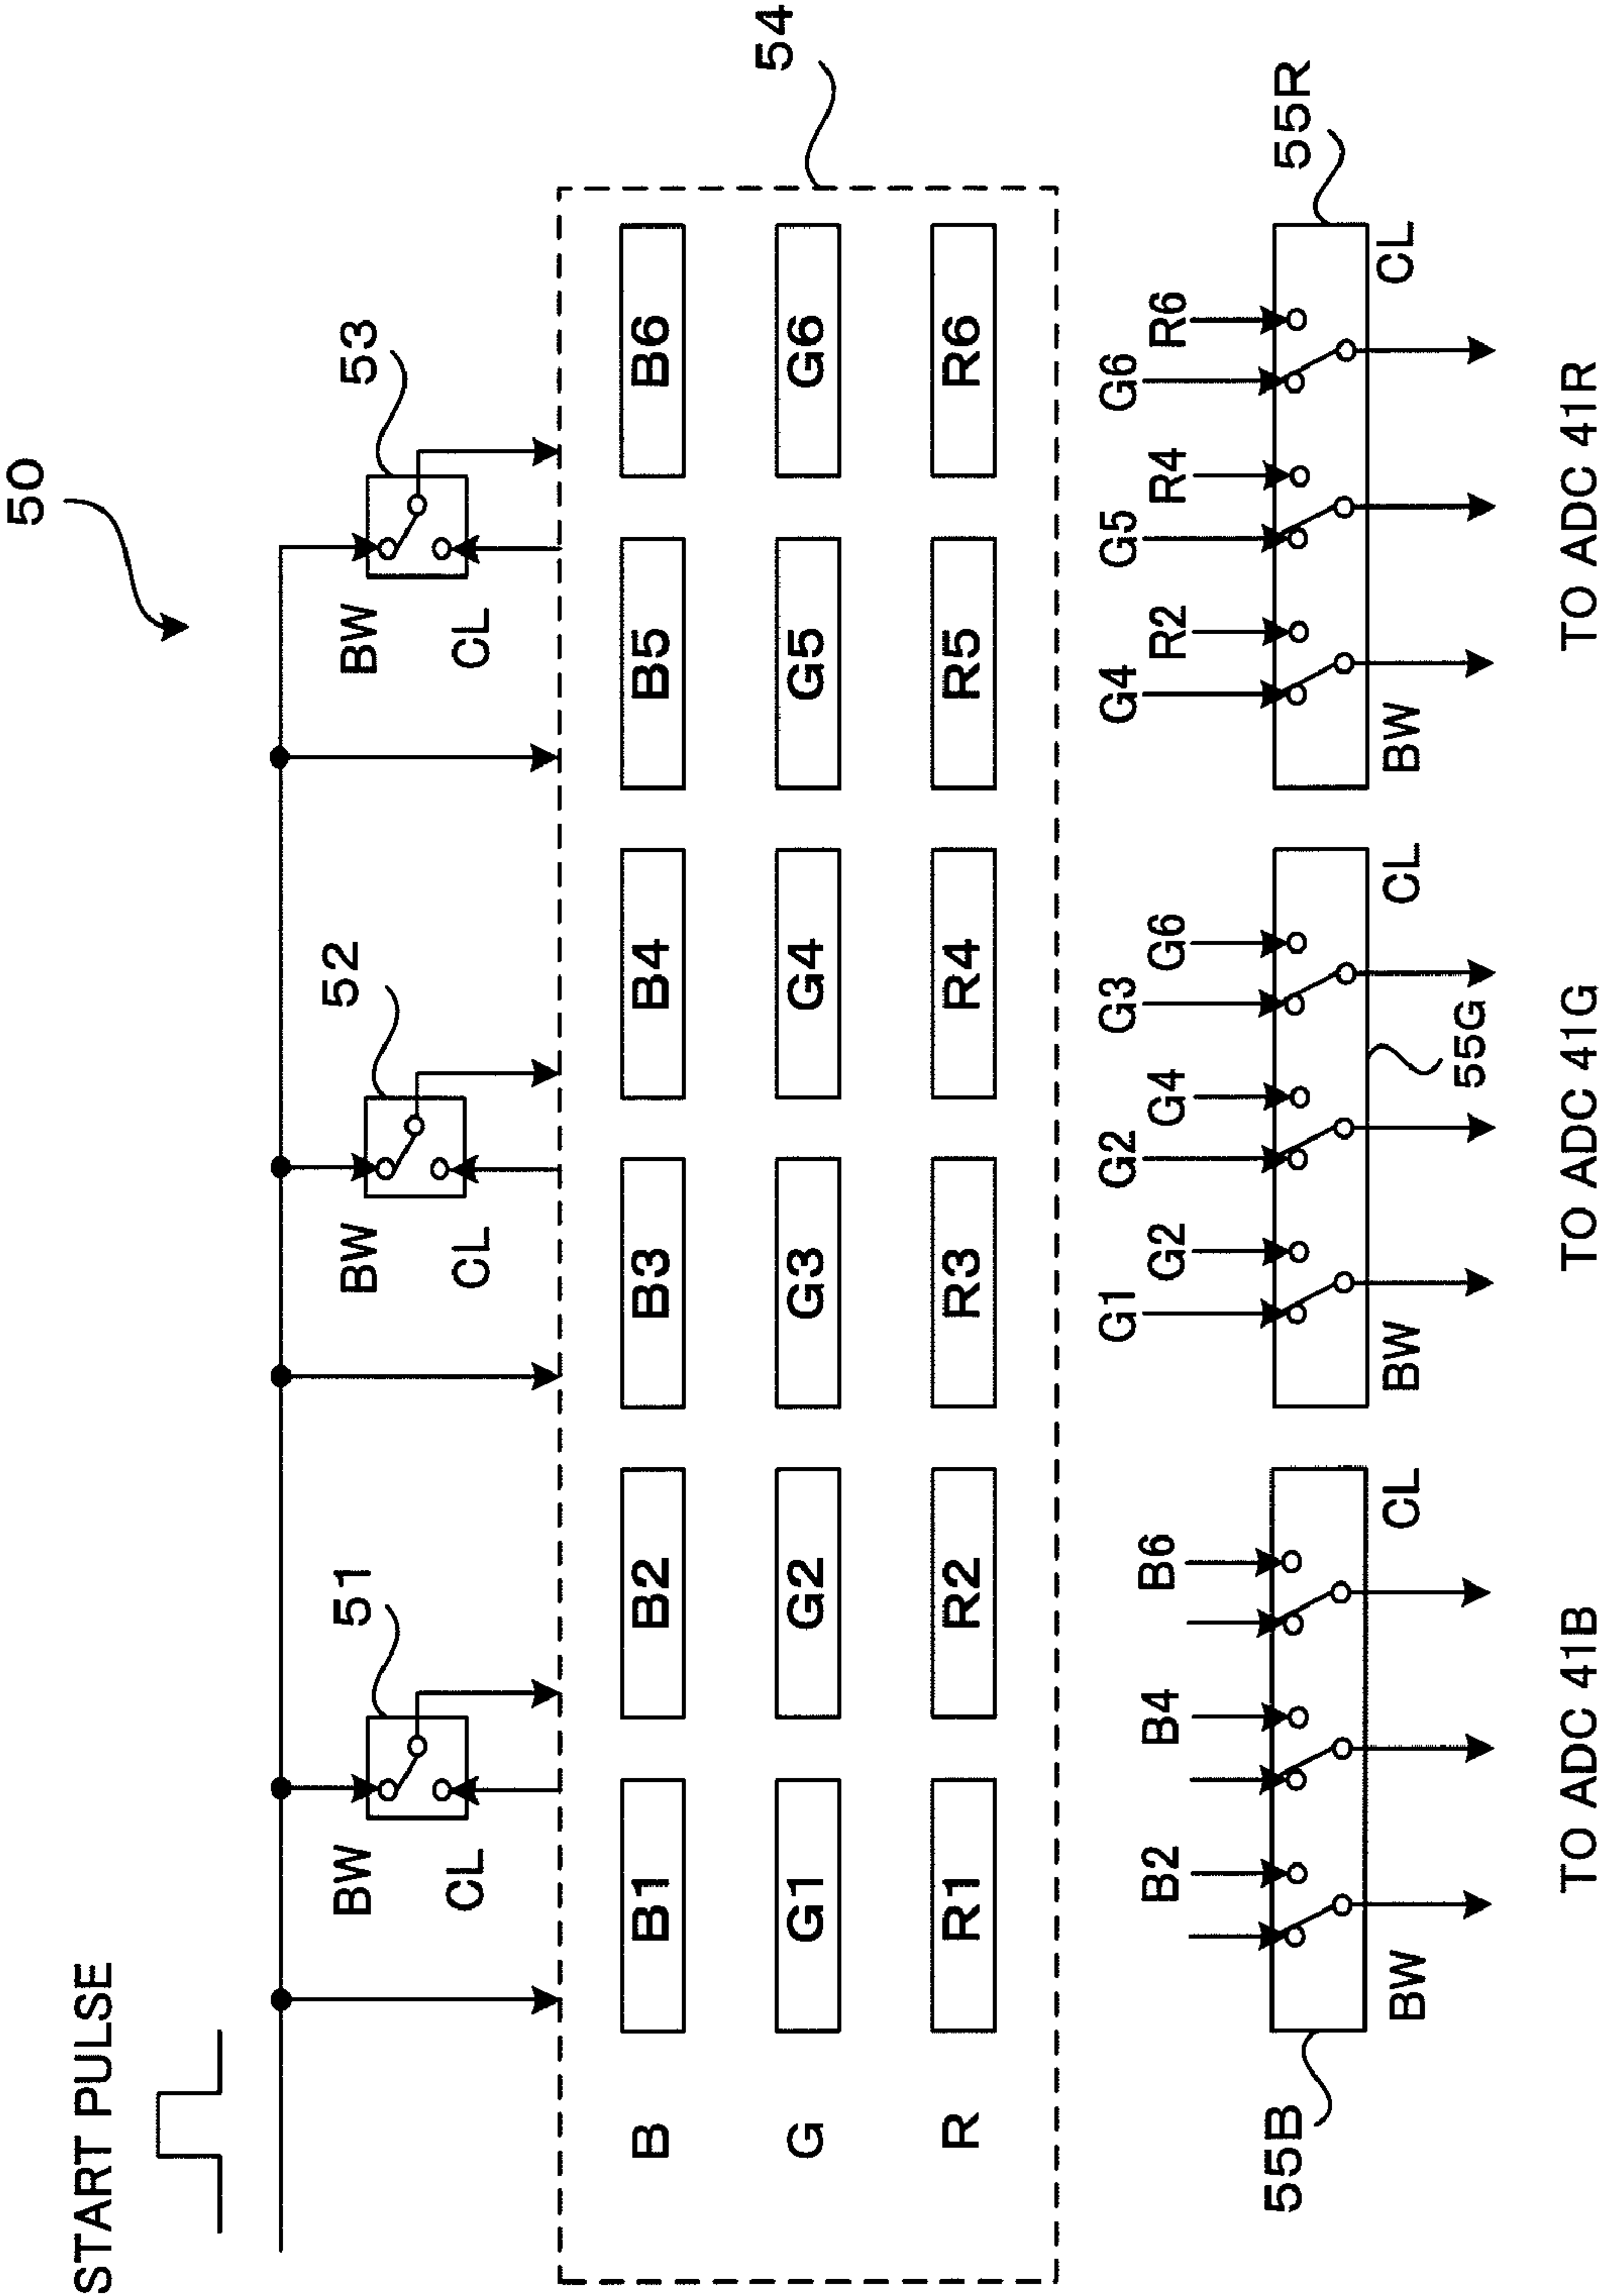 50
START PULSE
51
52
53
54
BW
CL
BW
CL
BW
CL
B B1 B2 B3 B4 B5 B6
G G1 G2 G3 G4 G5 G6
R R1 R2 R3 R4 R5 R6
B2 B4 B6
G1 G2 G2 G4 G3 G6
G4 R2 G5 R4 G6 R6
55B
BW CL
55G
BW CL
55R
BW CL
TO ADC 41B
TO ADC 41G
TO ADC 41R